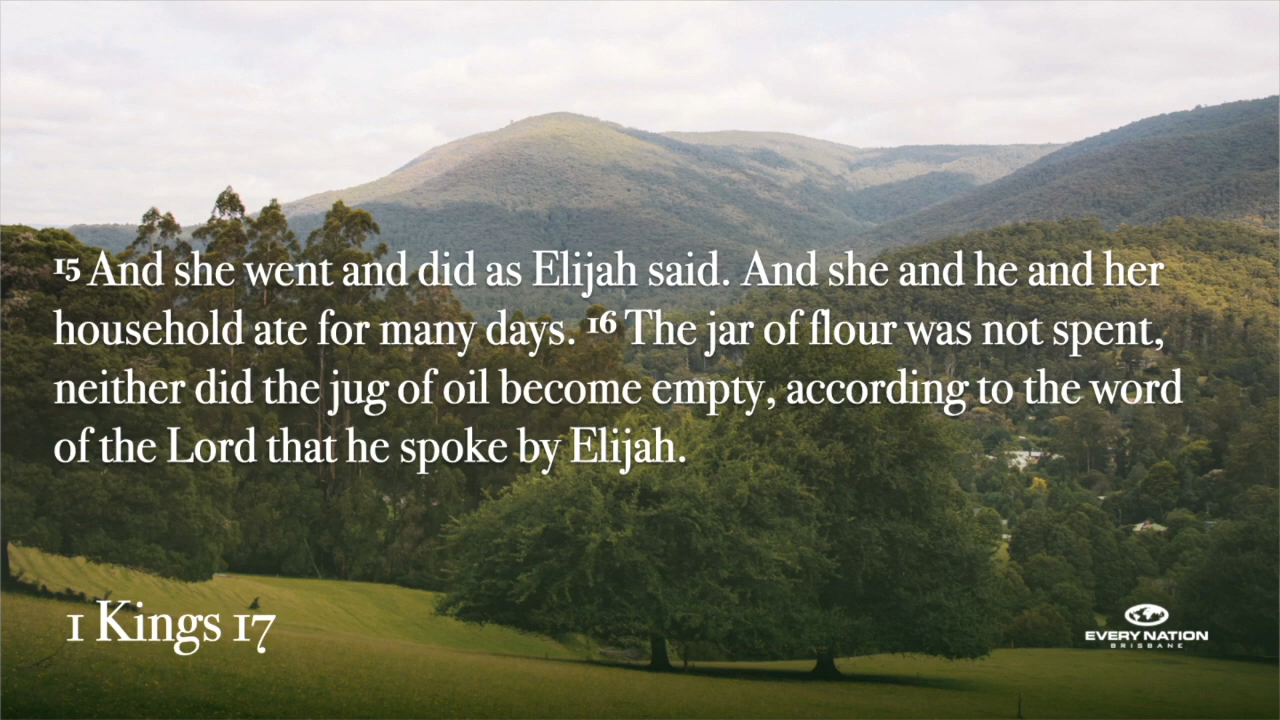 15 And she went and did as Elijah said. And she and he and her
household ate for many days. 16 The jar of flour was not spent,
neither did the jug of oil become empty, according to the word
of the Lord that he spoke by Elijah.
1 Kings 17
EVERY NATION
BRISBANE